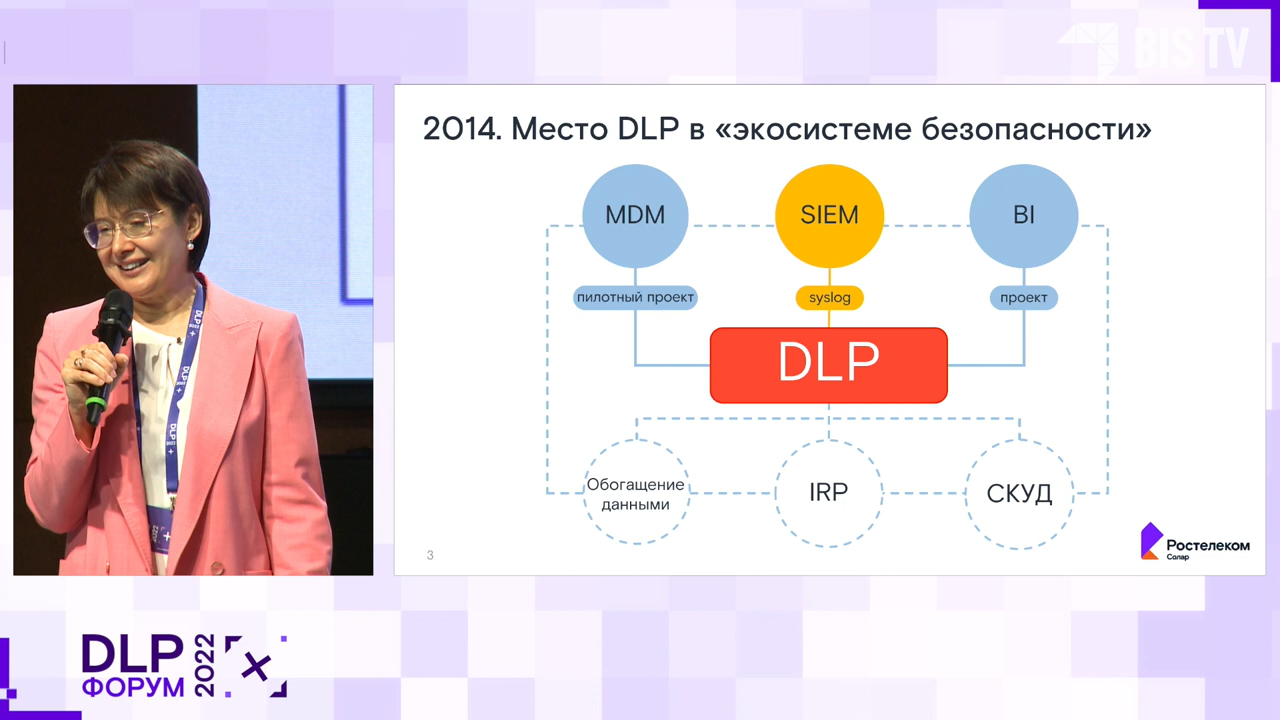 BIS TV
2014. Место DLP в «экосистеме безопасности»
MDM
SIEM
BI
пилотный проект
syslog
проект
DLP
Обогащение
данными
IRP
СКУД
3
Ростелеком
Солар
DLP
ФОРУМ
2022